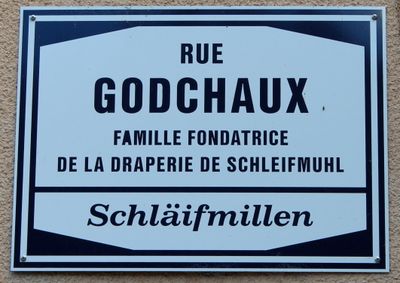 RUE
GODCHAUX
FAMILLE FONDATRICE
DE LA DRAPERIE DE SCHLEIFMUHL
Schläifmillen